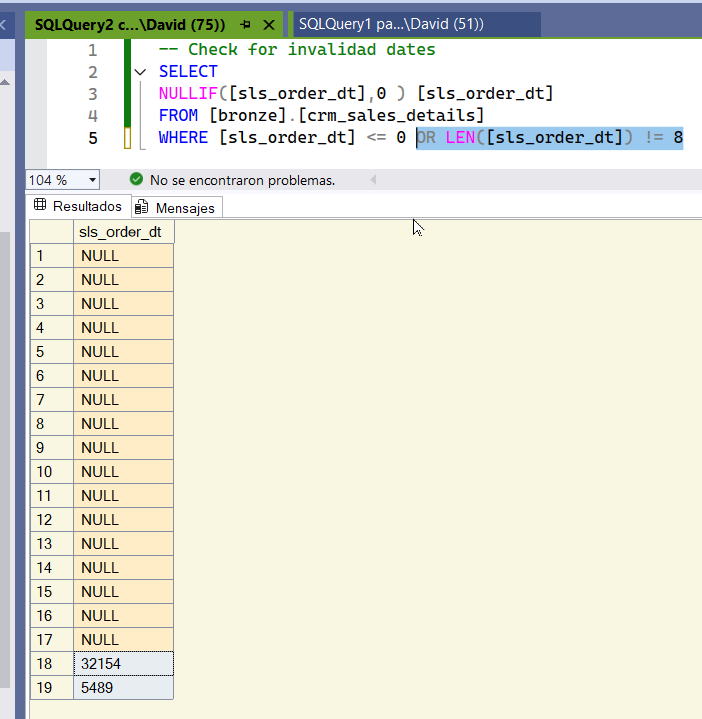 SQLQuery2 c...\David (75))
SQLQuery1 pa...\David (51))
1 -- Check for invalidad dates
2 SELECT
3 NULLIF([sls_order_dt],0 ) [sls_order_dt]
4 FROM [bronze].[crm_sales_details]
5 WHERE [sls_order_dt] <= 0 OR LEN([sls_order_dt]) != 8
104 % No se encontraron problemas.
Resultados Mensajes
sls_order_dt
1 NULL
2 NULL
3 NULL
4 NULL
5 NULL
6 NULL
7 NULL
8 NULL
9 NULL
10 NULL
11 NULL
12 NULL
13 NULL
14 NULL
15 NULL
16 NULL
17 NULL
18 32154
19 5489